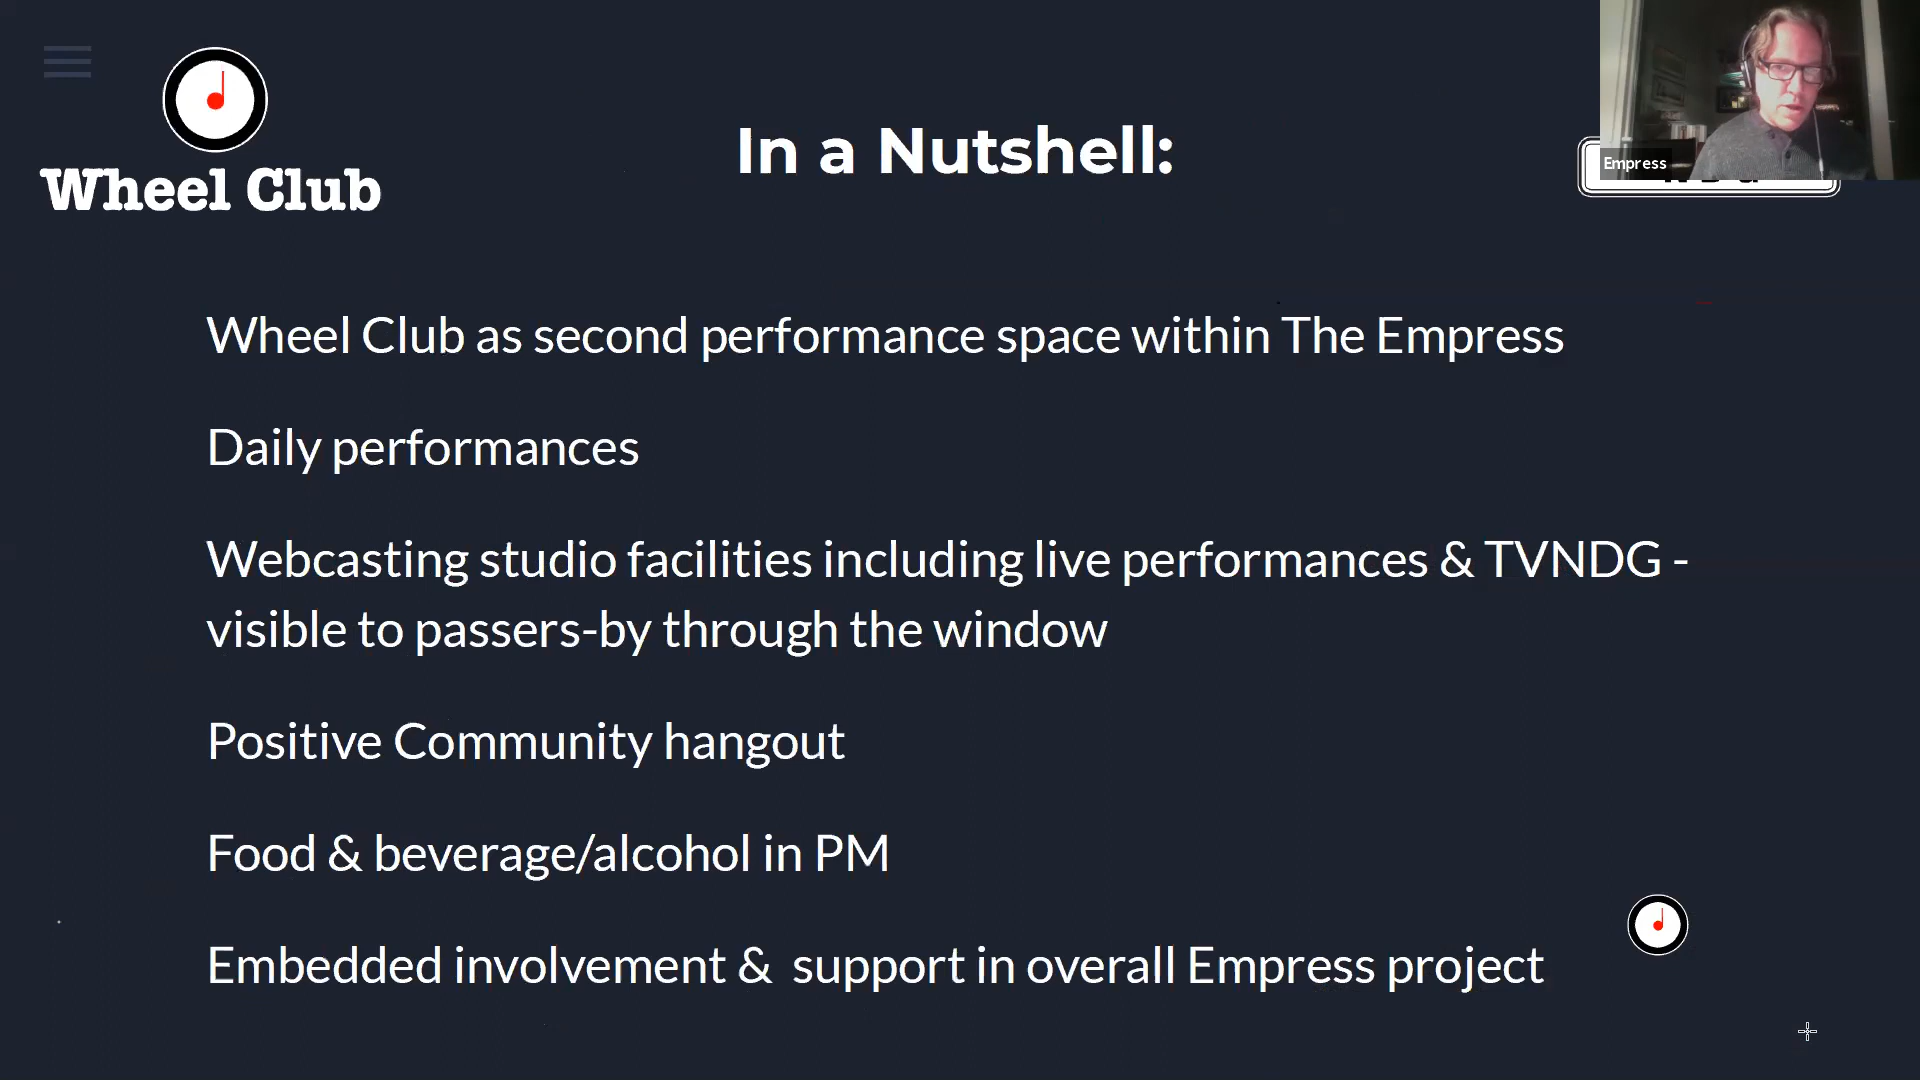 Wheel Club
In a Nutshell:
Empress
Wheel Club as second performance space within The Empress
Daily performances
Webcasting studio facilities including live performances & TVNDG -
visible to passers-by through the window
Positive Community hangout
Food & beverage/alcohol in PM
Embedded involvement &  support in overall Empress project